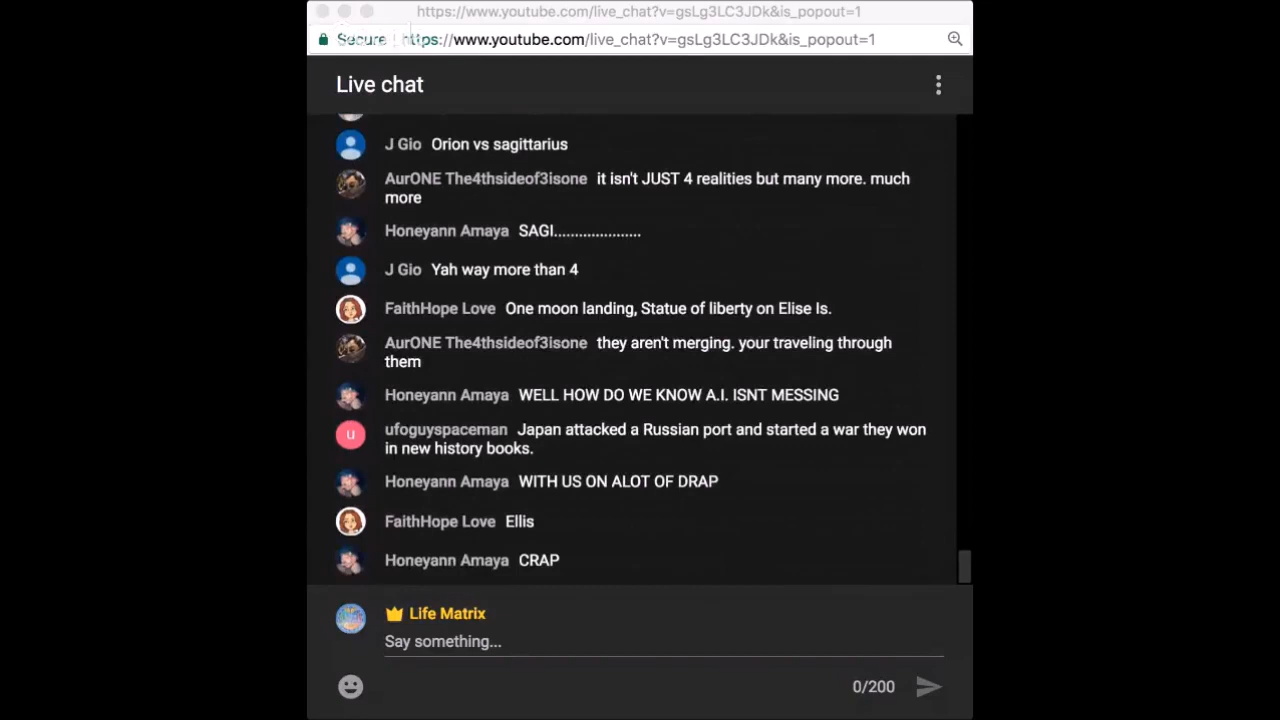 https://www.youtube.com/live_chat?v=gsLg3LC3JDk&is_popout=1
Secure https://www.youtube.com/live_chat?v=gsLg3LC3JDk&is_popout=1
Live chat
J Gio Orion vs sagittarius
AurONE The4thsideof3isone it isn't JUST 4 realities but many more. much
more
Honeyann Amaya SAGI.....................
J Gio Yah way more than 4
FaithHope Love One moon landing, Statue of liberty on Elise Is.
AurONE The4thsideof3isone they aren't merging. your traveling through
them
Honeyann Amaya WELL HOW DO WE KNOW A.I. ISNT MESSING
u ufoguyspaceman Japan attacked a Russian port and started a war they won
in new history books.
Honeyann Amaya WITH US ON ALOT OF DRAP
FaithHope Love Ellis
Honeyann Amaya CRAP
Life Matrix
Say something...
0/200